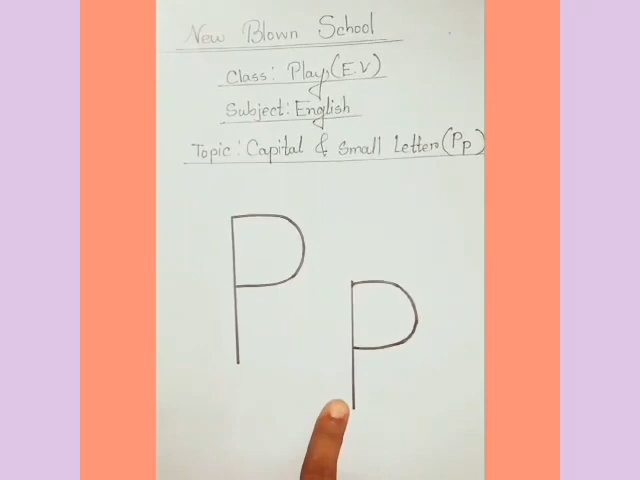 New Blown School
Class: Play (E.V)
Subject: English
Topic: Capital & Small Letter (Pp)
P p